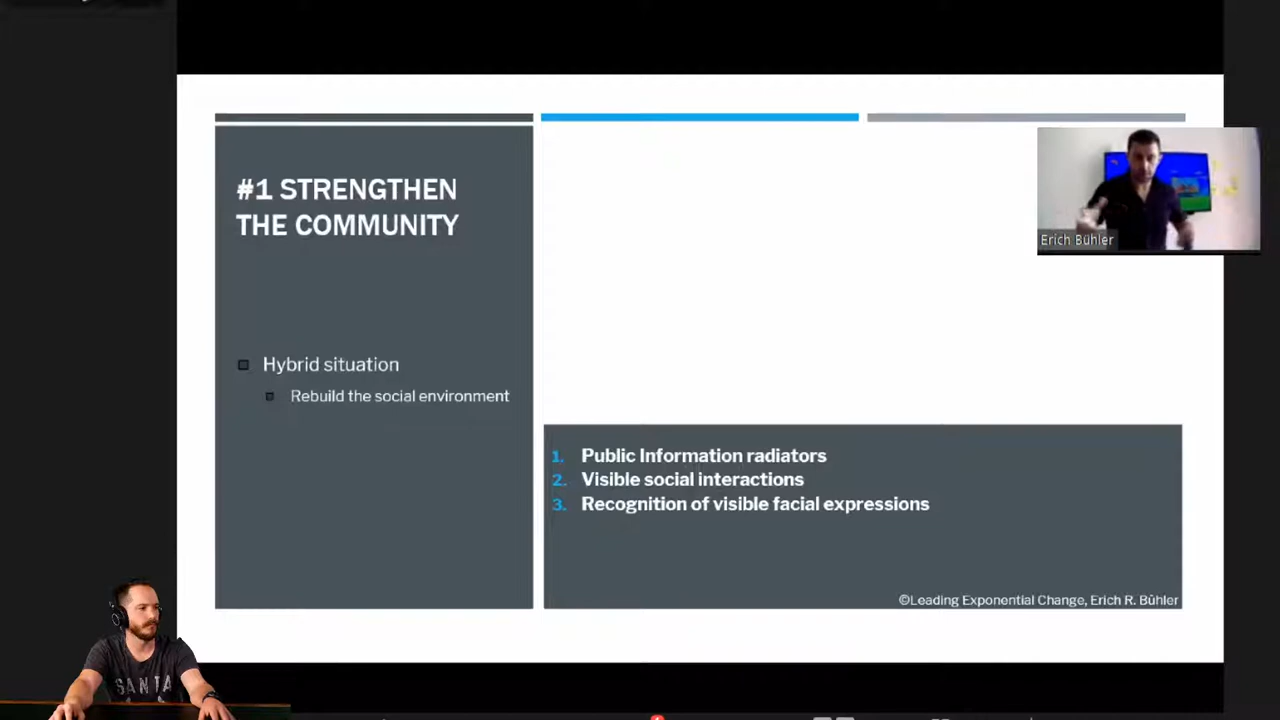 #1 STRENGTHEN
THE COMMUNITY
Hybrid situation
Rebuild the social environment
Erich Bühler
1. Public Information radiators
2. Visible social interactions
3. Recognition of visible facial expressions
©Leading Exponential Change, Erich R. Bühler
SANTA